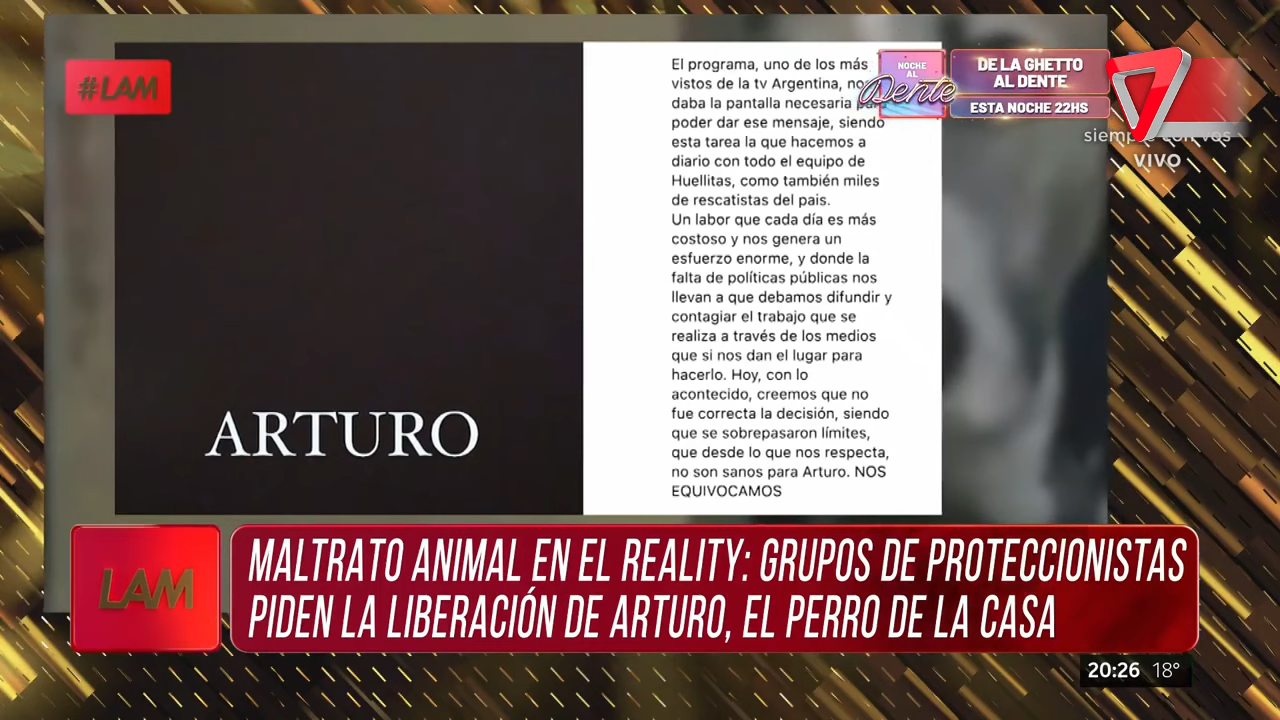 #LAM
El programa, uno de los más
vistos de la tv Argentina, nos
daba la pantalla necesaria para
poder dar ese mensaje, siendo
esta tarea la que hacemos a
diario con todo el equipo de
Huellitas, como también miles
de rescatistas del pais.
Un labor que cada día es más
costoso y nos genera un
esfuerzo enorme, y donde la
falta de políticas públicas nos
llevan a que debamos difundir y
contagiar el trabajo que se
realiza a través de los medios
que si nos dan el lugar para
hacerlo. Hoy, con lo
acontecido, creemos que no
fue correcta la decisión, siendo
que se sobrepasaron límites,
que desde lo que nos respecta,
no son sanos para Arturo. NOS
EQUIVOCAMOS
NOCHE
AL
Dente
DE LA GHETTO
AL DENTE
ESTA NOCHE 22HS
7
siempre con vos
VIVO
ARTURO
LAM
MALTRATO ANIMAL EN EL REALITY: GRUPOS DE PROTECCIONISTAS
PIDEN LA LIBERACIÓN DE ARTURO, EL PERRO DE LA CASA
20:26 18°